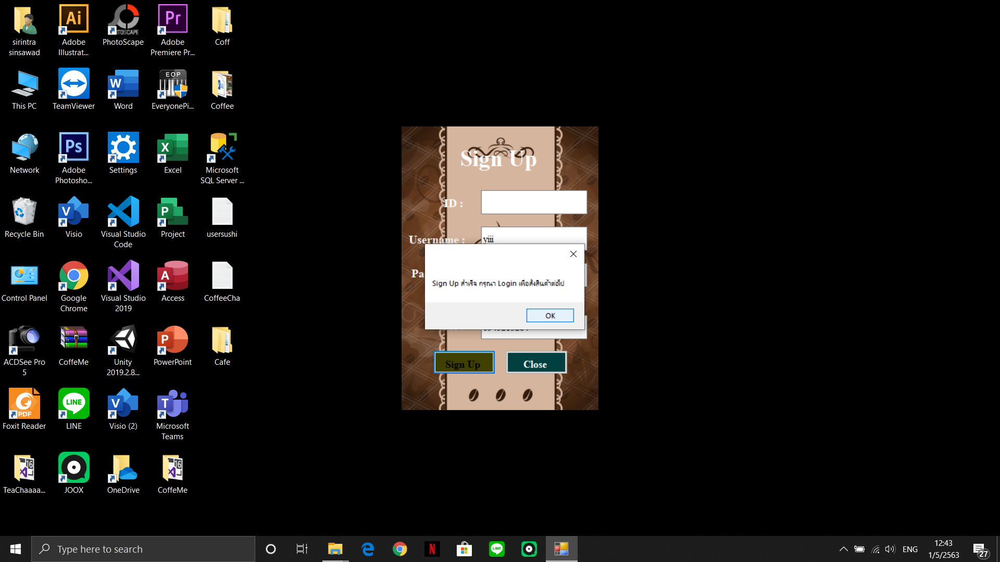 sirintra
sinsawad
Adobe
Illustrat...
PhotoScape
Adobe
Premiere Pr...
Coff
This PC
TeamViewer
Word
EOP
EveryonePi...
Coffee
Network
Adobe
Photosho...
Settings
Excel
Microsoft
SQL Server ...
Recycle Bin
Visio
Visual Studio
Code
Project
usersushi
Control Panel
Google
Chrome
Visual Studio
2019
Access
CoffeeCha
ACDSee Pro
5
CoffeMe
Unity
2019.2.8...
PowerPoint
Cafe
Foxit Reader
LINE
Visio (2)
Microsoft
Teams
TeaChaaaa...
JOOX
OneDrive
CoffeMe
Sign Up
ID :
Username :
yiii
Pa
Sign Up สำเร็จ กรุณา Login เพื่อสั่งสินค้าต่อไป
OK
Sign Up
Close
Type here to search
ENG
12:43
1/5/2563
27